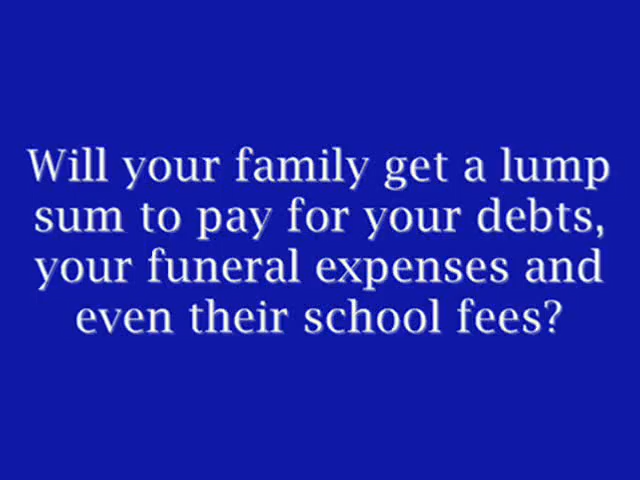 Will your family get a lump
sum to pay for your debts,
your funeral expenses and
even their school fees?